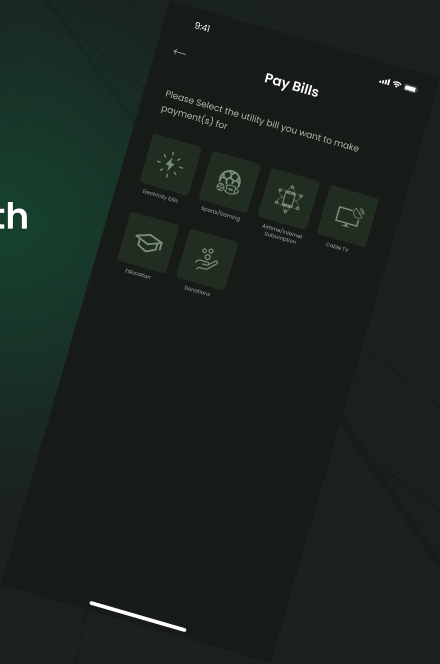 9:41
Pay Bills
Please Select the utility bill you want to make
payment(s) for
Electricity bills
Sports/Gaming
Airtime/Internet
Subscription
Cable TV
Education
Donations
th